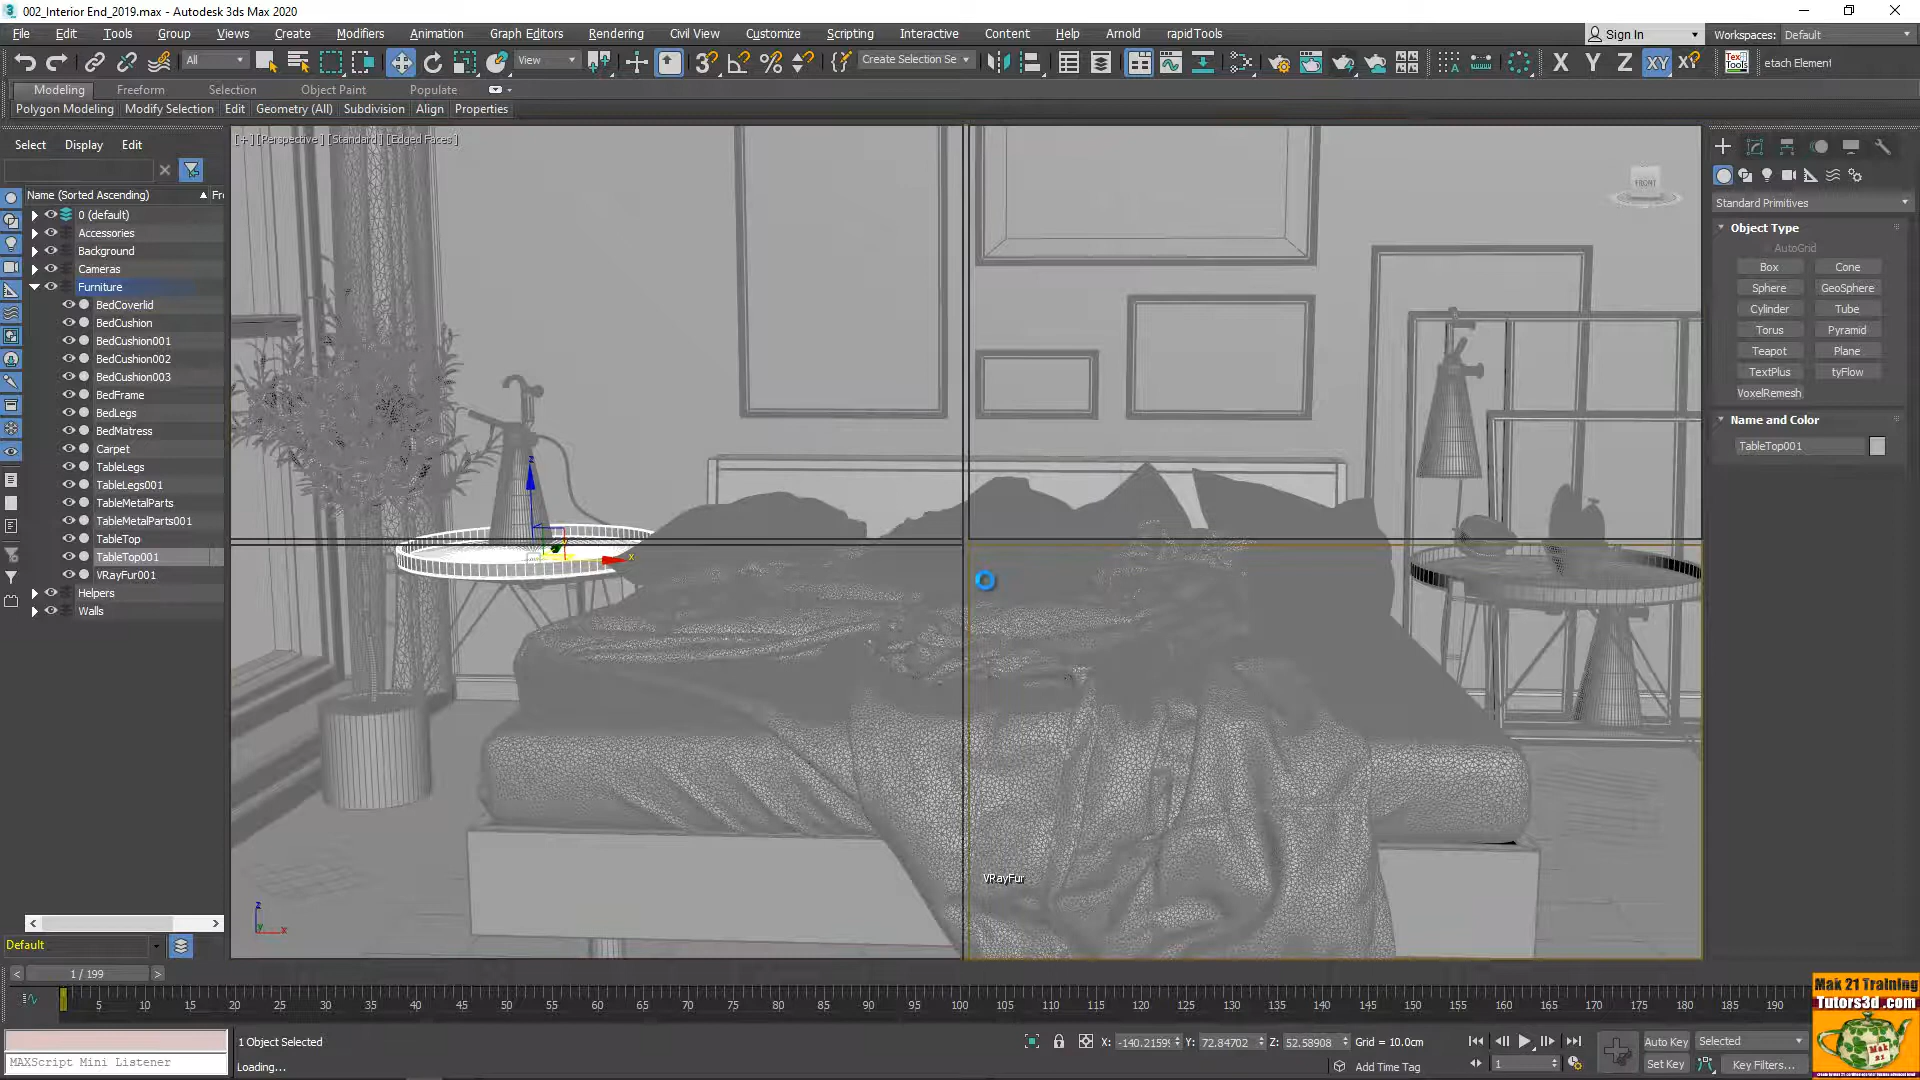 002_Interior End_2019.max - Autodesk 3ds Max 2020
File Edit Tools Group Views Create Modifiers Animation Graph Editors Rendering Civil View Customize Scripting Interactive Content Help Arnold rapidTools
Sign In
Workspaces: Default
All
View
Create Selection Se
X Y Z XY
Tex Tools
etach Element
Modeling Freeform Selection Object Paint Populate
Polygon Modeling Modify Selection Edit Geometry (All) Subdivision Align Properties
Select Display Edit
[+] [Perspective] [Standard] [Edged Faces]
FRONT
Name (Sorted Ascending) Fr
0 (default)
Accessories
Background
Cameras
Furniture
BedCoverlid
BedCushion
BedCushion001
BedCushion002
BedCushion003
BedFrame
BedLegs
BedMatress
Carpet
TableLegs
TableLegs001
TableMetalParts
TableMetalParts001
TableTop
TableTop001
VRayFur001
Helpers
Walls
z
x
VRayFur
z
y
x
Standard Primitives
Object Type
AutoGrid
Box Cone
Sphere GeoSphere
Cylinder Tube
Torus Pyramid
Teapot Plane
TextPlus tyFlow
VoxelRemesh
Name and Color
TableTop001
Default
1 / 199
5 10 15 20 25 30 35 40 45 50 55 60 65 70 75 80 85 90 95 100 105 110 115 120 125 130 135 140 145 150 155 160 165 170 175 180 185 190
MAXScript Mini Listener
1 Object Selected
Loading...
X: -140.2159 Y: 72.84702 Z: 52.58908 Grid = 10.0cm
Add Time Tag
1
Auto Key Selected
Set Key Key Filters...
Mak 21 Training
Tutors3d .com
Mak
21